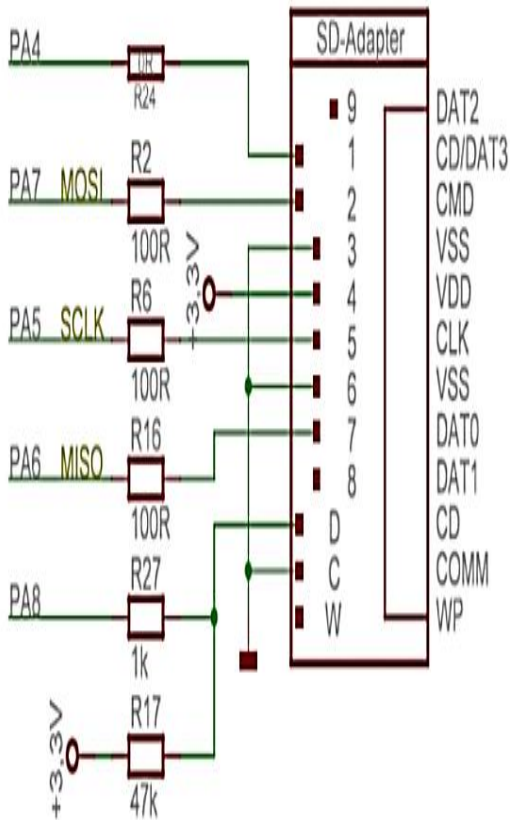 PA4
0R
R24
PA7 MOSI
R2
100R
+3.3V
PA5 SCLK
R6
100R
PA6 MISO
R16
100R
PA8
R27
1k
+3.3V
R17
47k
SD-Adapter
9 DAT2
1 CD/DAT3
2 CMD
3 VSS
4 VDD
5 CLK
6 VSS
7 DAT0
8 DAT1
D CD
C COMM
W WP